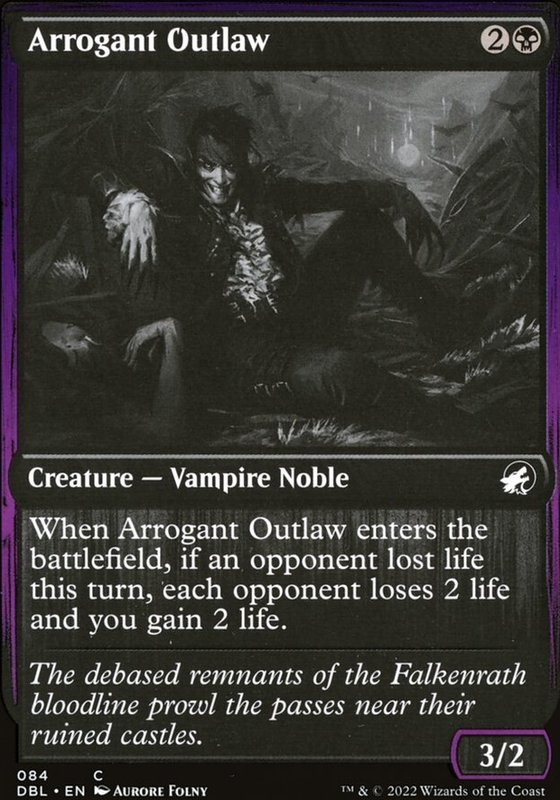 Arrogant Outlaw 2
Creature — Vampire Noble
When Arrogant Outlaw enters the
battlefield, if an opponent lost life
this turn, each opponent loses 2 life
and you gain 2 life.
The debased remnants of the Falkenrath
bloodline prowl the passes near their
ruined castles.
3/2
084 C
DBL • EN AURORE FOLNY
™ & © 2022 Wizards of the Coast